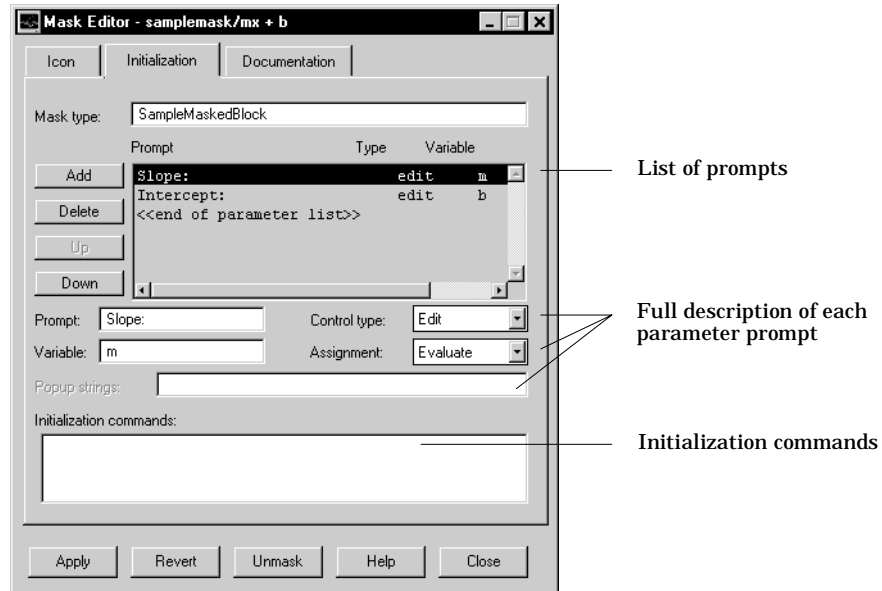 Mask Editor - samplemask/mx + b
Icon Initialization Documentation
Mask type: SampleMaskedBlock
Prompt Type Variable
Add
Delete
Up
Down
Slope: edit m
Intercept: edit b
<<end of parameter list>>
Prompt: Slope: Control type: Edit
Variable: m Assignment: Evaluate
Popup strings:
Initialization commands:
Apply Revert Unmask Help Close
List of prompts
Full description of each
parameter prompt
Initialization commands